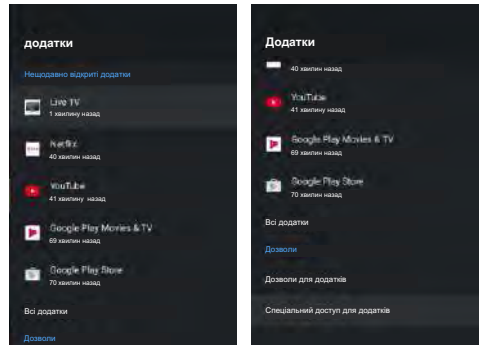 додатки
Нещодавно відкриті додатки
Live TV
1 хвилину назад
Netflix
40 хвилин назад
YouTube
41 хвилину назад
Google Play Movies & TV
69 хвилин назад
Google Play Store
70 хвилин назад
Всі додатки
Дозволи
Додатки
40 хвилин назад
YouTube
41 хвилину назад
Google Play Movies & TV
69 хвилин назад
Google Play Store
70 хвилин назад
Всі додатки
Дозволи
Дозволи для додатків
Спеціальний доступ для додатків